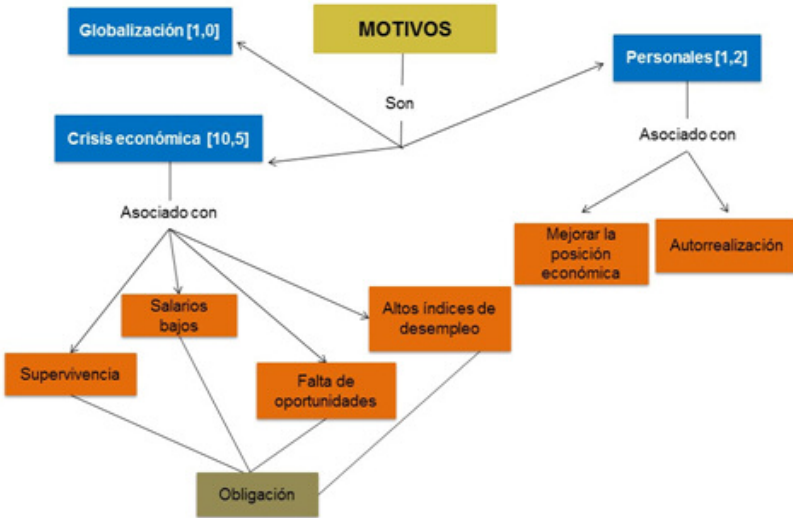 MOTIVOS
Globalización [1,0]
Personales [1,2]
Son
Crisis económica [10,5]
Asociado con
Asociado con
Mejorar la
posición
económica
Autorrealización
Salarios
bajos
Altos índices de
desempleo
Supervivencia
Falta de
oportunidades
Obligación